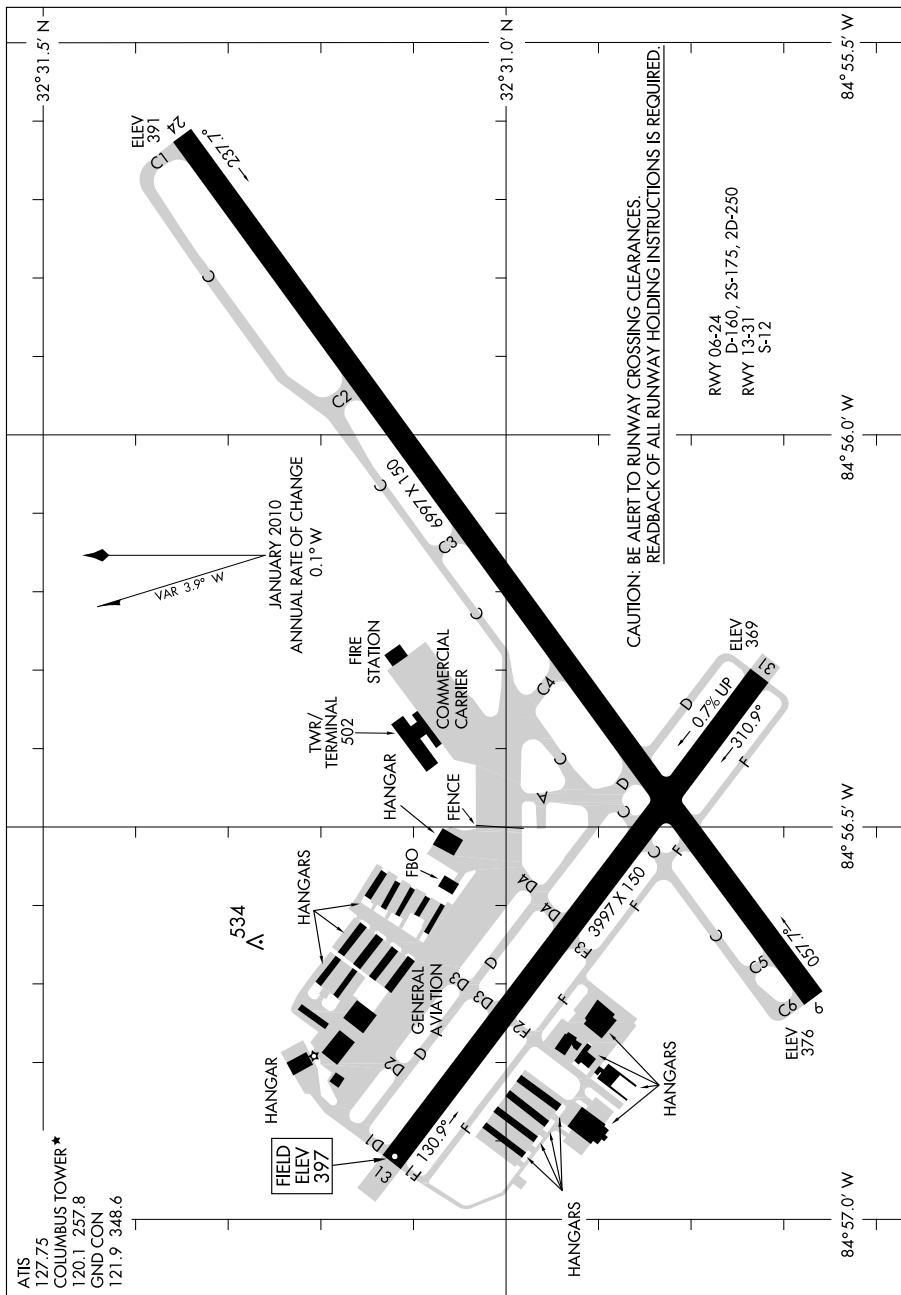 ATIS
127.75
COLUMBUS TOWER★
120.1 257.8
GND CON
121.9 348.6
32° 31.5' N
32° 31.0' N
84° 55.5' W
84° 56.0' W
84° 56.5' W
84° 57.0' W
ELEV
391
24
237.7°
C1
C
C2
C
6997 X 150
C3
C
JANUARY 2010
ANNUAL RATE OF CHANGE
0.1° W
VAR 3.9° W
FIRE
STATION
TWR/
TERMINAL
502
COMMERCIAL
CARRIER
C4
C
HANGAR
FENCE
A
D
C
FBO
HANGARS
534
GENERAL
AVIATION
HANGAR
D4
D4
D
D3
D3
D2
D
D1
FIELD
ELEV
397
13
F1
130.9°
F
F2
F
F3
F
3997 X 150
C
F
C
C5
C6
6
057.7°
ELEV
376
D
0.7% UP
310.9°
F
31
ELEV
369
HANGARS
HANGARS
CAUTION: BE ALERT TO RUNWAY CROSSING CLEARANCES.
READBACK OF ALL RUNWAY HOLDING INSTRUCTIONS IS REQUIRED.
RWY 06-24
D-160, 2S-175, 2D-250
RWY 13-31
S-12